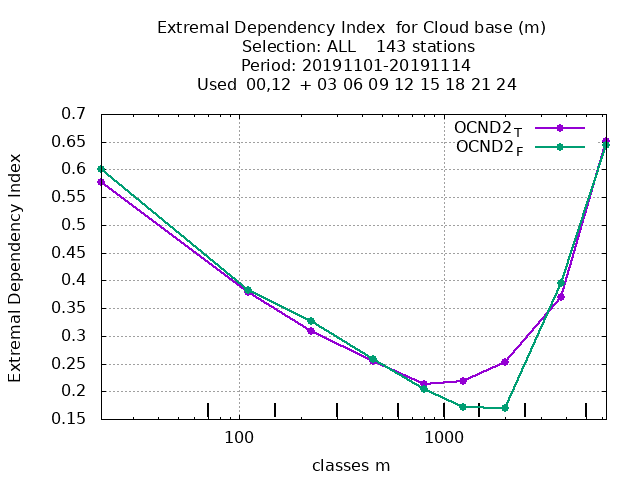 Extremal Dependency Index  for Cloud base (m)
Selection: ALL    143 stations
Period: 20191101-20191114
Used  00,12  + 03 06 09 12 15 18 21 24
0.7
0.65
0.6
0.55
0.5
0.45
0.4
0.35
0.3
0.25
0.2
0.15
Extremal Dependency Index
OCND2T
OCND2F
100
1000
classes m